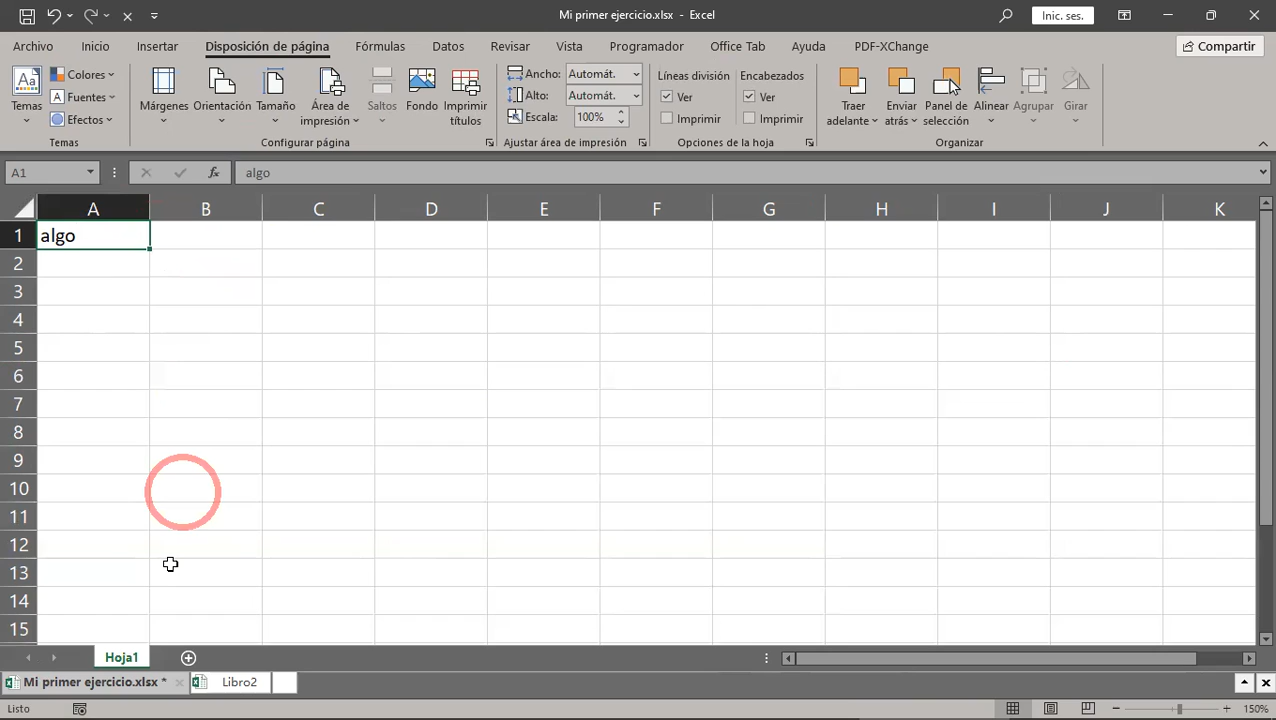 Mi primer ejercicio.xlsx - Excel
Inic. ses.
Archivo Inicio Insertar Disposición de página Fórmulas Datos Revisar Vista Programador Office Tab Ayuda PDF-XChange Compartir
Temas
Colores
Fuentes
Efectos
Temas
Márgenes Orientación Tamaño Área de impresión Saltos Fondo Imprimir títulos
Configurar página
Ancho: Automát.
Alto: Automát.
Escala: 100%
Ajustar área de impresión
Líneas división Encabezados
Ver Ver
Imprimir Imprimir
Opciones de la hoja
Traer adelante Enviar atrás Panel de selección Alinear Agrupar Girar
Organizar
A1 fx algo
A B C D E F G H I J K
1 algo
2
3
4
5
6
7
8
9
10
11
12
13
14
15
Hoja1
Mi primer ejercicio.xlsx * Libro2
Listo 150%